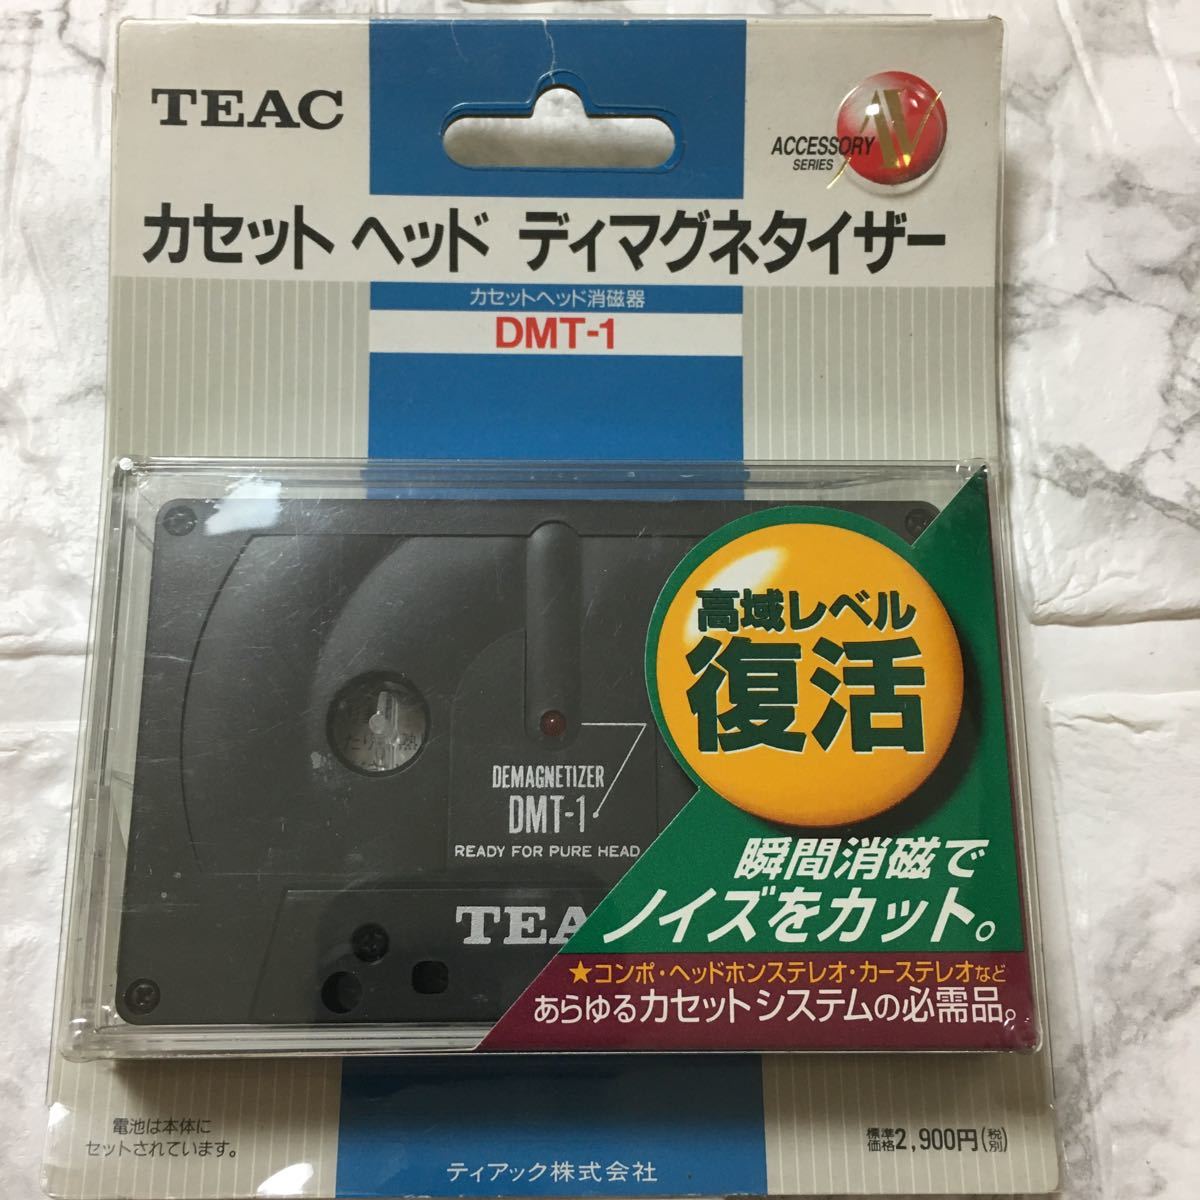 TEAC
AV
ACCESSORY
SERIES
カセット ヘッド ディマグネタイザー
カセットヘッド消磁器
DMT-1
高域レベル
復活
DEMAGNETIZER
DMT-1
READY FOR PURE HEAD
TEA
瞬間消磁で
ノイズをカット。
★コンポ・ヘッドホンステレオ・カーステレオなど
あらゆるカセットシステムの必需品。
電池は本体に
セットされています。
標準価格2,900円(税別)
ティアック株式会社